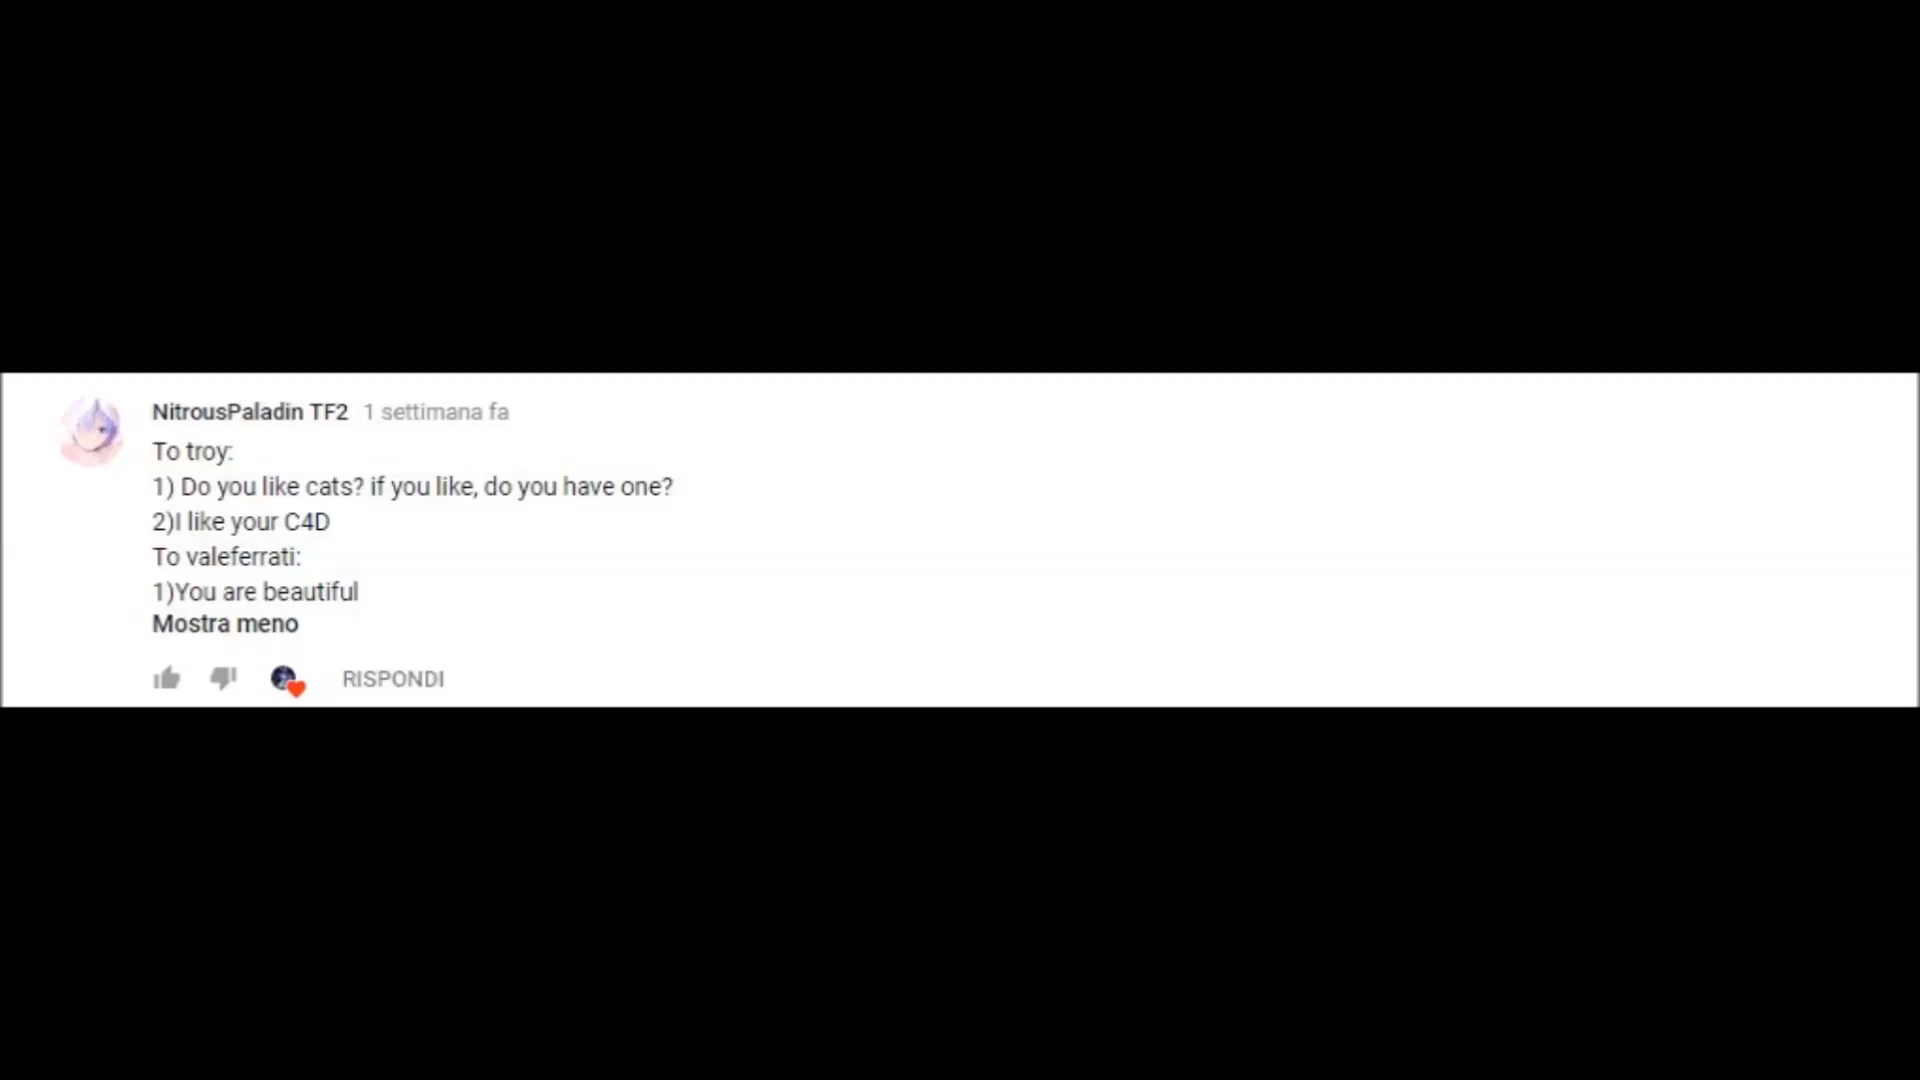 NitrousPaladin TF2 1 settimana fa
To troy:
1) Do you like cats? if you like, do you have one?
2)I like your C4D
To valeferrati:
1)You are beautiful
Mostra meno
RISPONDI